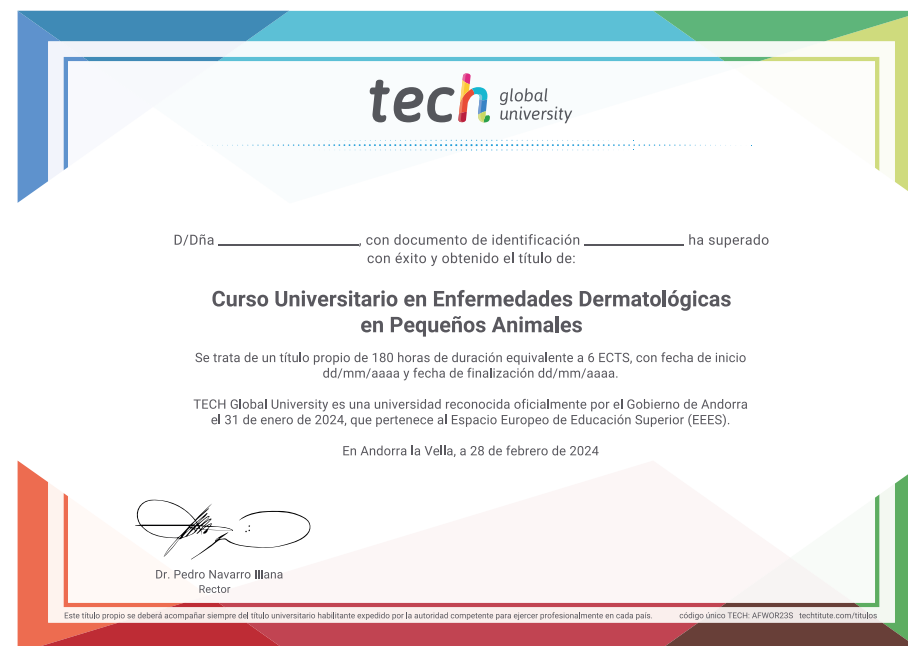 tech global university
D/Dña ____________________, con documento de identificación ______________ ha superado
con éxito y obtenido el título de:
Curso Universitario en Enfermedades Dermatológicas
en Pequeños Animales
Se trata de un título propio de 180 horas de duración equivalente a 6 ECTS, con fecha de inicio
dd/mm/aaaa y fecha de finalización dd/mm/aaaa.
TECH Global University es una universidad reconocida oficialmente por el Gobierno de Andorra
el 31 de enero de 2024, que pertenece al Espacio Europeo de Educación Superior (EEES).
En Andorra la Vella, a 28 de febrero de 2024
Dr. Pedro Navarro Illana
Rector
Este título propio se deberá acompañar siempre del título universitario habilitante expedido por la autoridad competente para ejercer profesionalmente en cada país. código único TECH: AFWOR23S techtitute.com/titulos